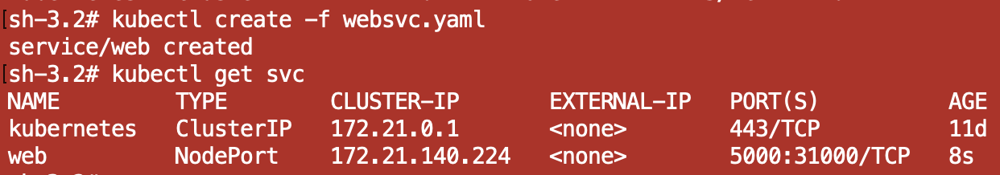 [sh-3.2# kubectl create -f websvc.yaml
service/web created
[sh-3.2# kubectl get svc
NAME TYPE CLUSTER-IP EXTERNAL-IP PORT(S) AGE
kubernetes ClusterIP 172.21.0.1 <none> 443/TCP 11d
web NodePort 172.21.140.224 <none> 5000:31000/TCP 8s